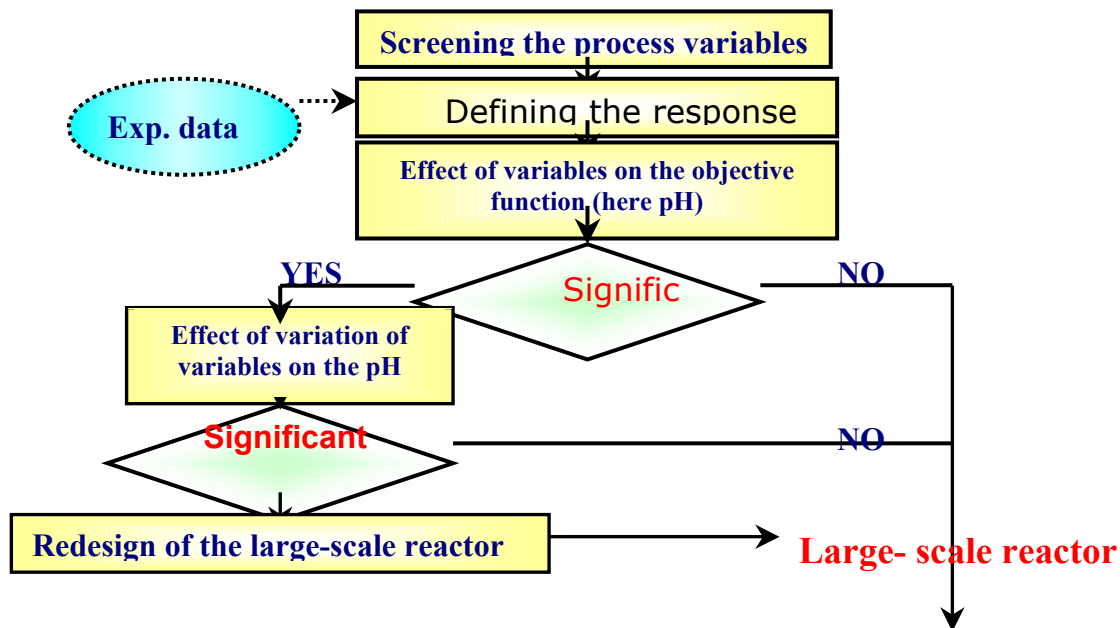 Screening the process variables
Exp. data
Defining the response
Effect of variables on the objective
function (here pH)
YES
NO
Signific
Effect of variation of
variables on the pH
Significant
NO
Redesign of the large-scale reactor
Large- scale reactor